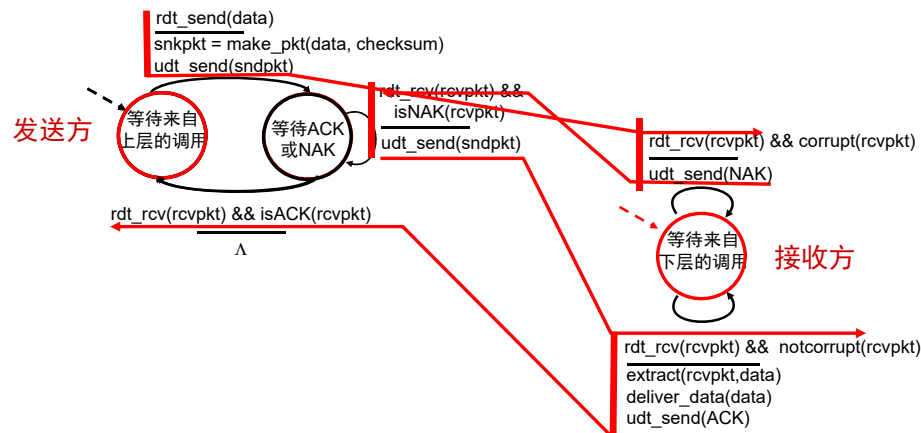 rdt_send(data)
snkpkt = make_pkt(data, checksum)
udt_send(sndpkt)
发送方
等待来自
上层的调用
等待ACK
或NAK
rdt_rcv(rcvpkt) &&
isNAK(rcvpkt)
udt_send(sndpkt)
rdt_rcv(rcvpkt) && isACK(rcvpkt)
Λ
rdt_rcv(rcvpkt) && corrupt(rcvpkt)
udt_send(NAK)
等待来自
下层的调用
接收方
rdt_rcv(rcvpkt) && notcorrupt(rcvpkt)
extract(rcvpkt,data)
deliver_data(data)
udt_send(ACK)